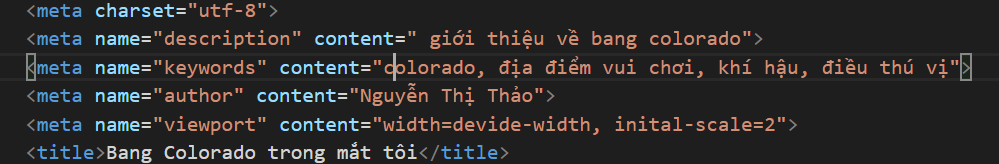 <meta charset="utf-8">
<meta name="description" content=" giới thiệu về bang colorado">
<meta name="keywords" content="colorado, địa điểm vui chơi, khí hậu, điều thú vị">
<meta name="author" content="Nguyễn Thị Thảo">
<meta name="viewport" content="width=devide-width, inital-scale=2">
<title>Bang Colorado trong mắt tôi</title>